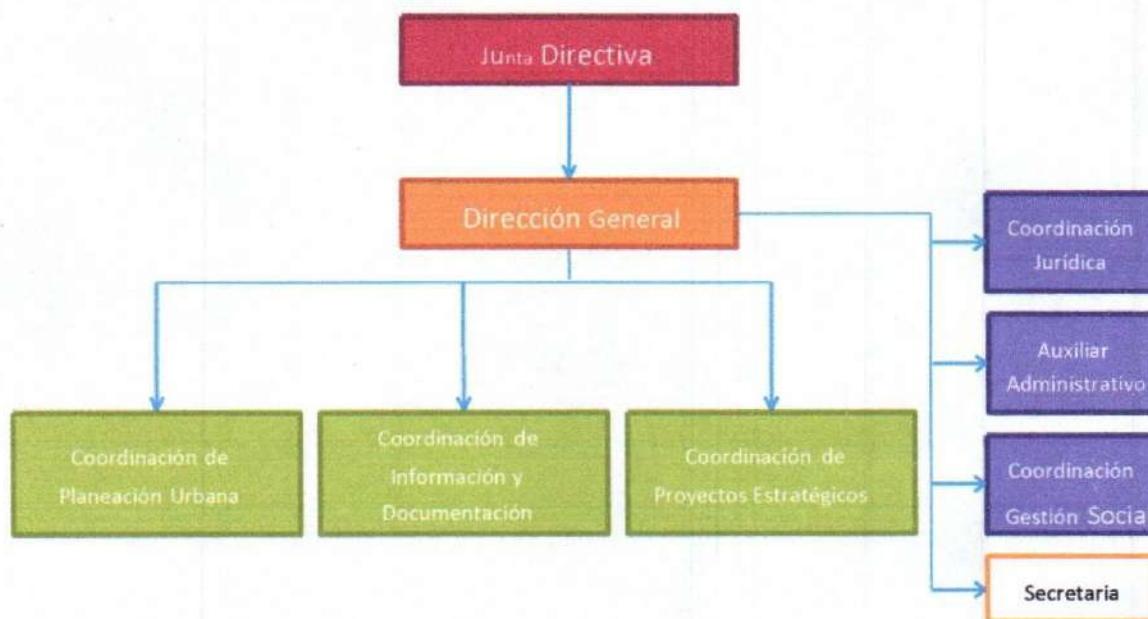 Junta Directiva
Dirección General
Coordinación
Jurídica
Auxiliar
Administrativo
Coordinación
Gestión Socia
Secretaria
Coordinación de
Planeación Urbana
Coordinación de
Información y
Documentación
Coordinación de
Proyectos Estratégicos